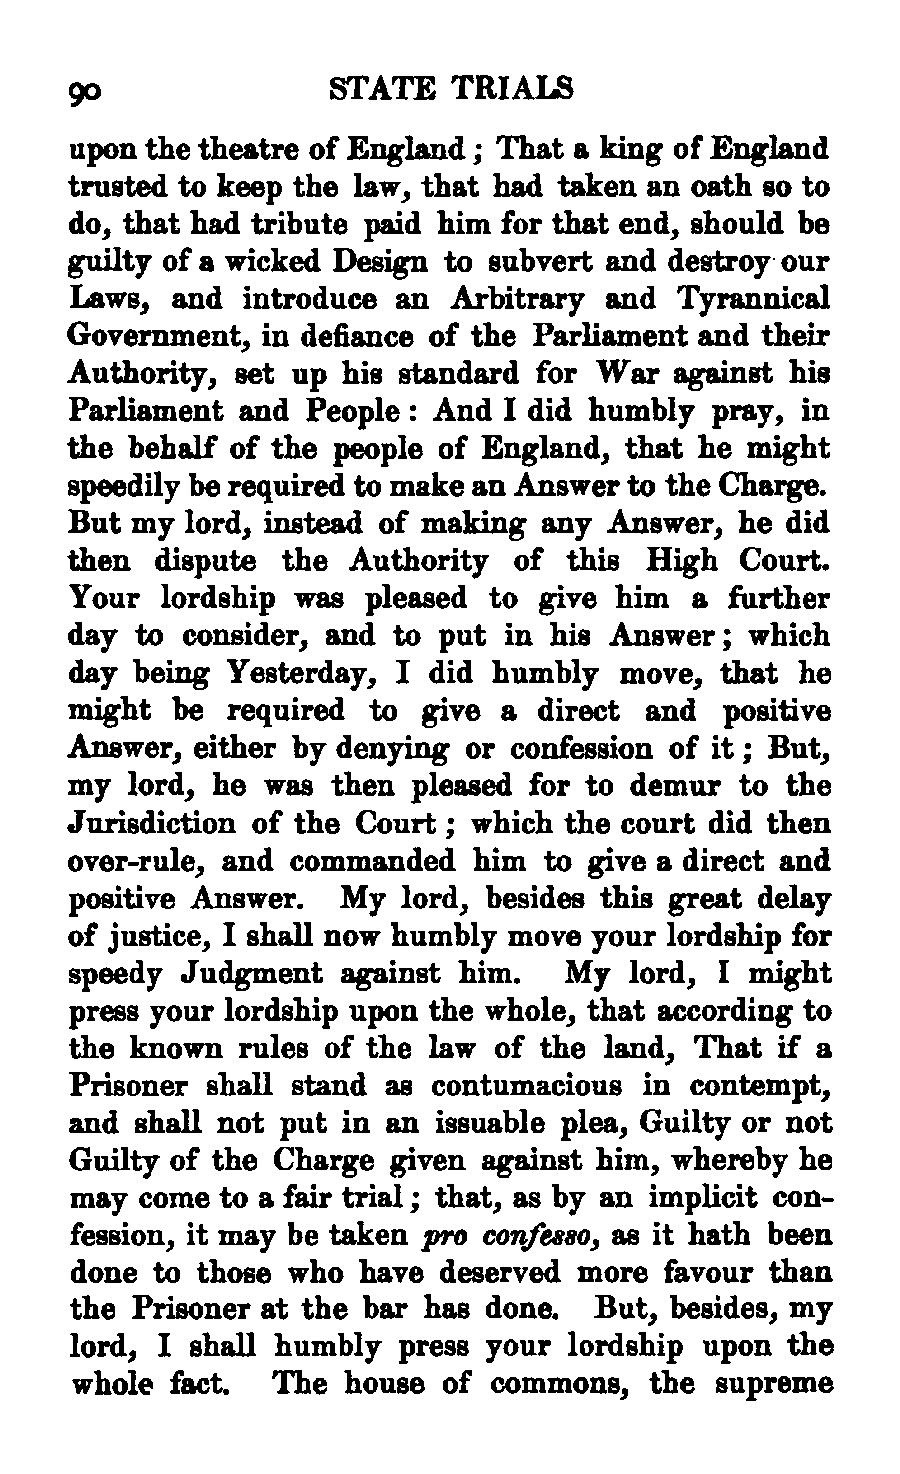 90 STATE TRIALS
upon the theatre of England ; That a king of England
trusted to keep the law, that had taken an oath so to
do, that had tribute paid him for that end, should be
guilty of a wicked Design to subvert and destroy our
Laws, and introduce an Arbitrary and Tyrannical
Government, in defiance of the Parliament and their
Authority, set up his standard for War against his
Parliament and People : And I did humbly pray, in
the behalf of the people of England, that he might
speedily be required to make an Answer to the Charge.
But my lord, instead of making any Answer, he did
then dispute the Authority of this High Court.
Your lordship was pleased to give him a further
day to consider, and to put in his Answer ; which
day being Yesterday, I did humbly move, that he
might be required to give a direct and positive
Answer, either by denying or confession of it ; But,
my lord, he was then pleased for to demur to the
Jurisdiction of the Court ; which the court did then
over-rule, and commanded him to give a direct and
positive Answer. My lord, besides this great delay
of justice, I shall now humbly move your lordship for
speedy Judgment against him. My lord, I might
press your lordship upon the whole, that according to
the known rules of the law of the land, That if a
Prisoner shall stand as contumacious in contempt,
and shall not put in an issuable plea, Guilty or not
Guilty of the Charge given against him, whereby he
may come to a fair trial ; that, as by an implicit con-
fession, it may be taken pro confesso, as it hath been
done to those who have deserved more favour than
the Prisoner at the bar has done. But, besides, my
lord, I shall humbly press your lordship upon the
whole fact. The house of commons, the supreme